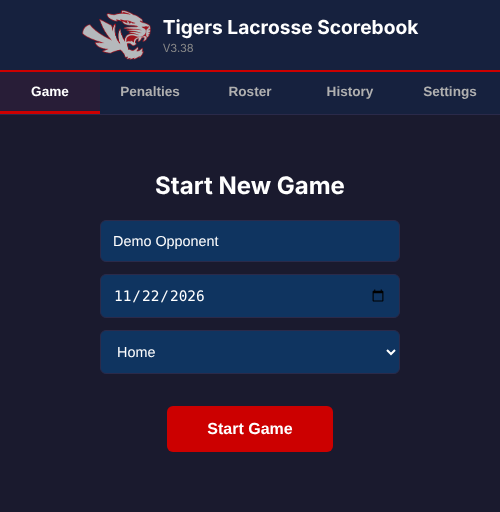 Tigers Lacrosse Scorebook
V3.38
Game Penalties Roster History Settings
Start New Game
Demo Opponent
11/22/2026
Home
Start Game